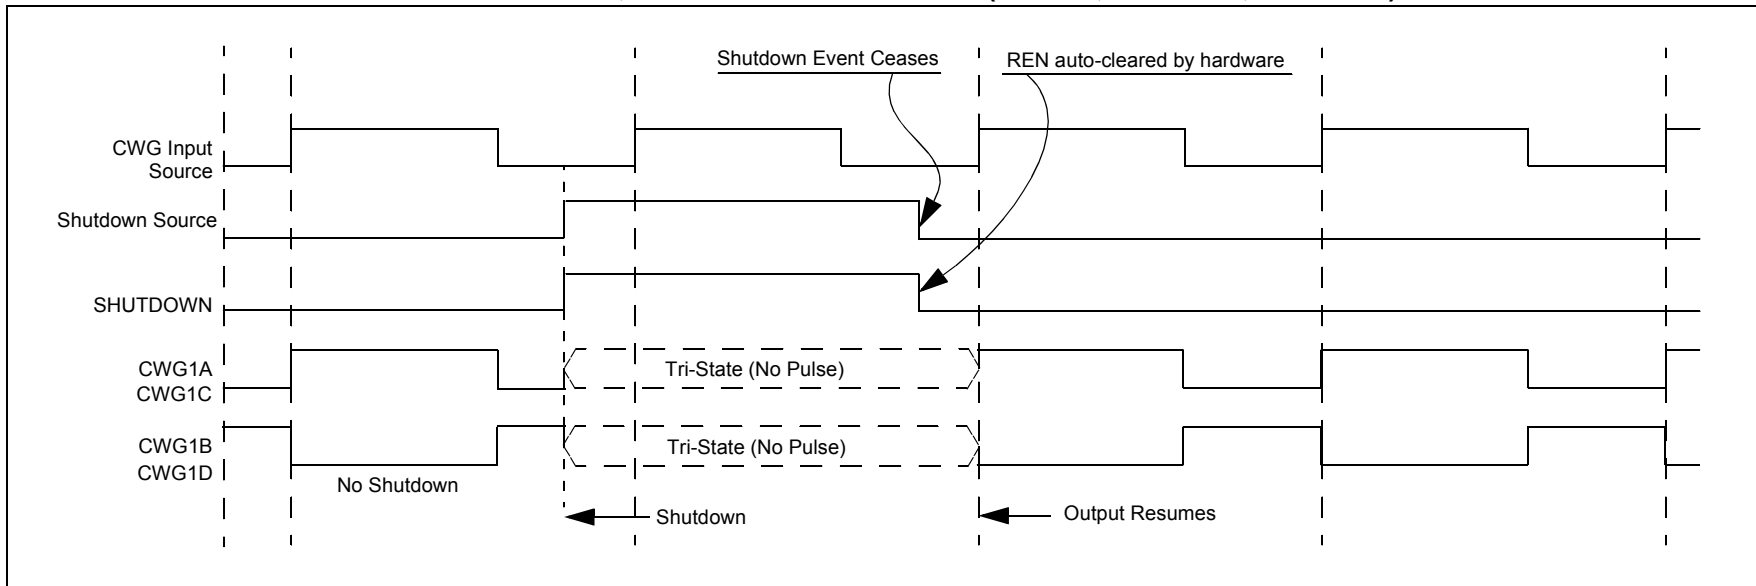 Shutdown Event Ceases
REN auto-cleared by hardware
CWG Input
Source
Shutdown Source
SHUTDOWN
CWG1A
CWG1C
Tri-State (No Pulse)
CWG1B
CWG1D
Tri-State (No Pulse)
No Shutdown
Shutdown
Output Resumes